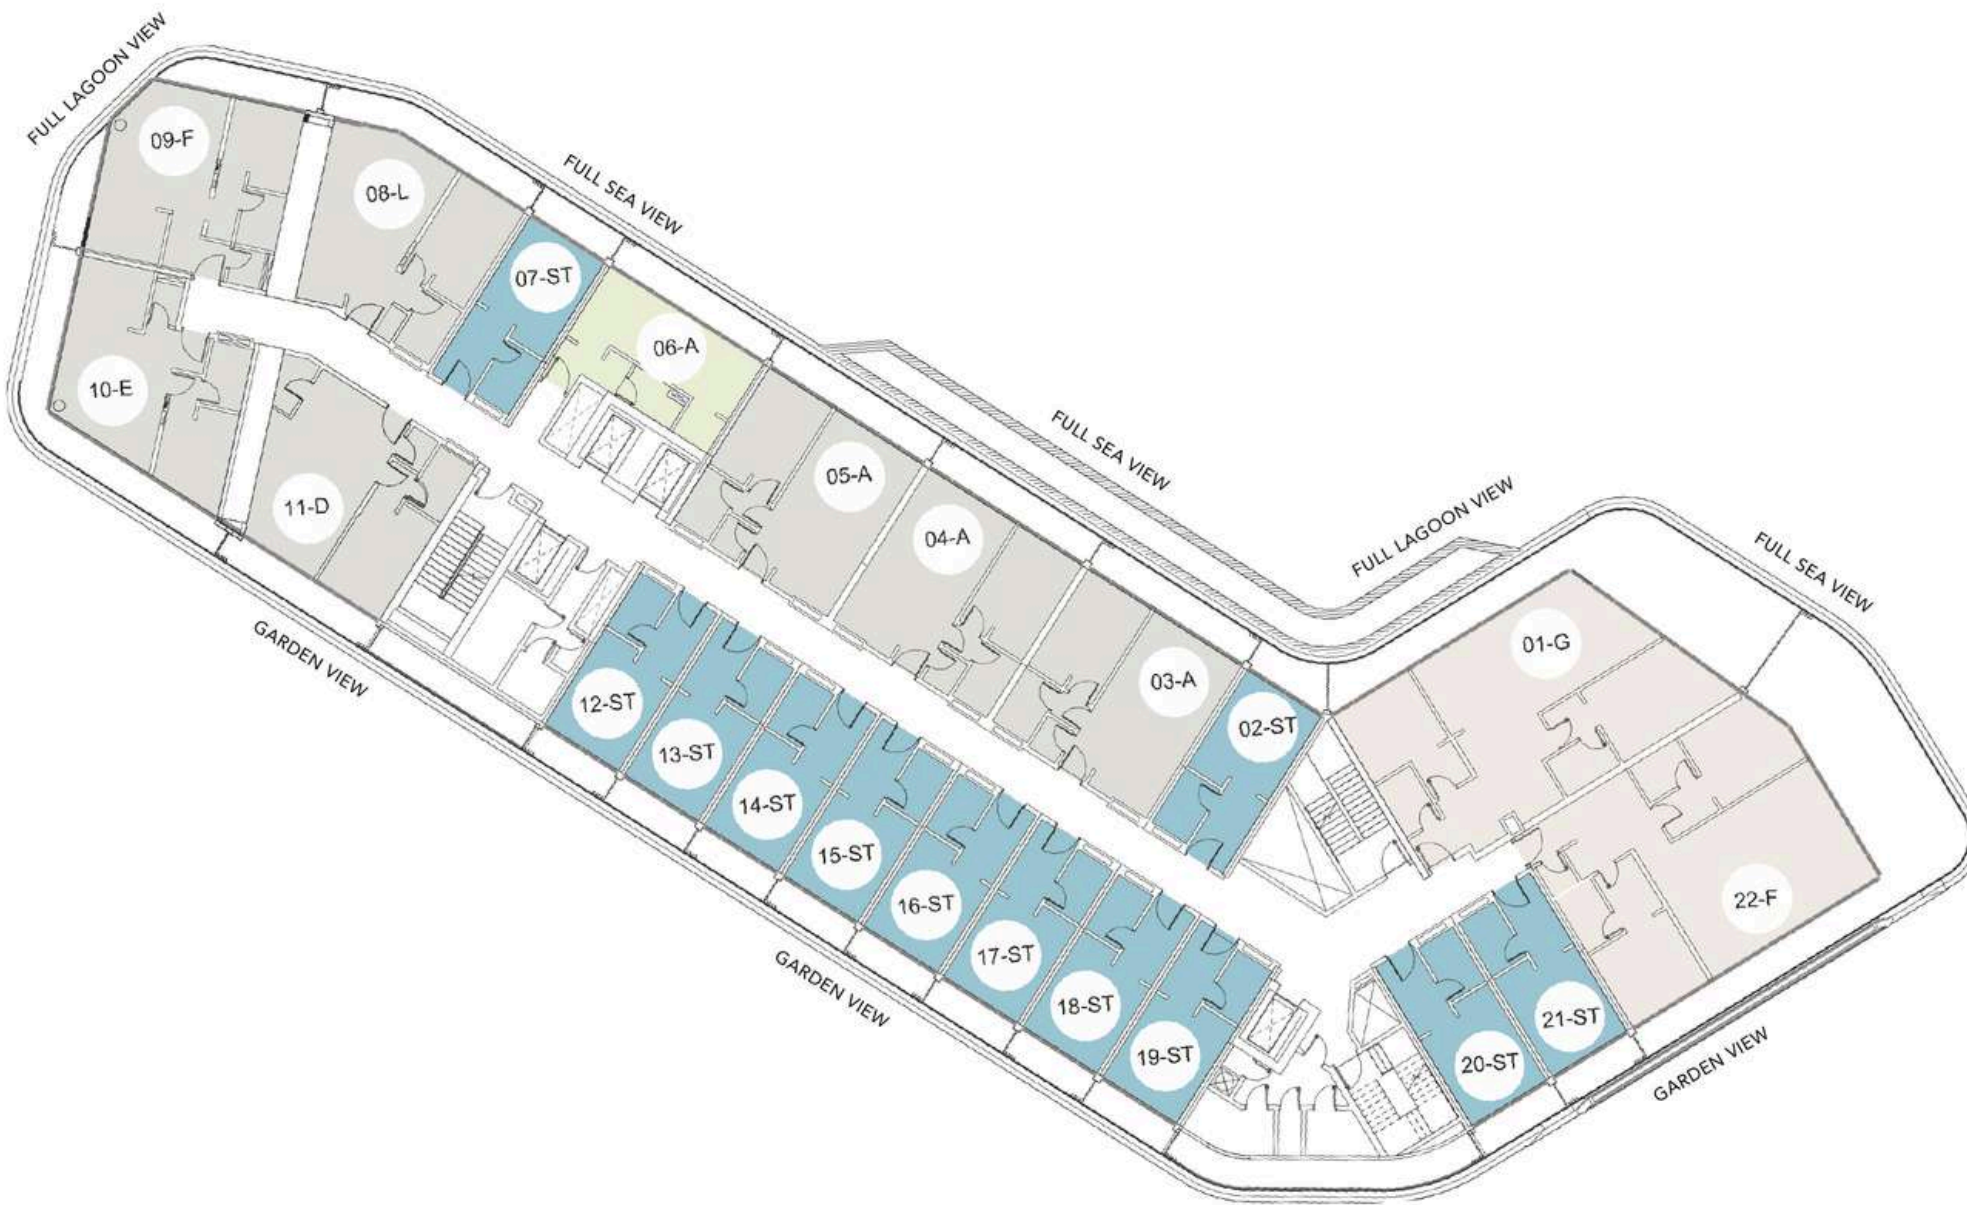 FULL LAGOON VIEW
09-F
08-L
FULL SEA VIEW
07-ST
06-A
10-E
11-D
05-A
FULL SEA VIEW
04-A
FULL LAGOON VIEW
FULL SEA VIEW
01-G
03-A
02-ST
GARDEN VIEW
12-ST
13-ST
14-ST
15-ST
16-ST
17-ST
18-ST
19-ST
GARDEN VIEW
22-F
21-ST
20-ST
GARDEN VIEW